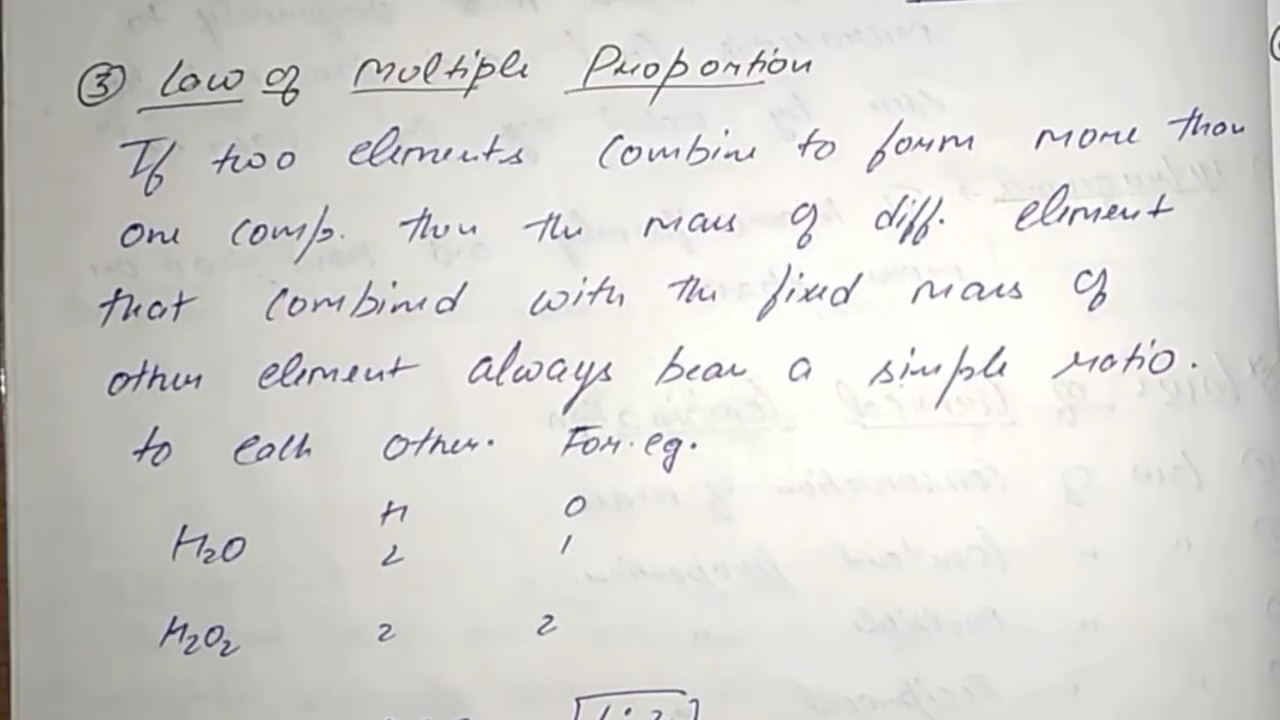 ③ Law of Multiple Proportion
If two elements combine to form more than
one comp. then the mass of diff. element
that combined with the fixed mass of
other element always bear a simple ratio.
to each other. For. eg.
H O
H₂O 2 1
H₂O₂ 2 2
1:2